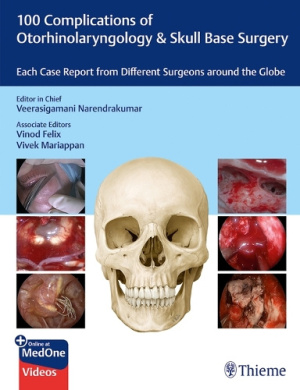 100 Complications of
Otorhinolaryngology & Skull Base Surgery
Each Case Report from Different Surgeons around the Globe
Editor in Chief
Veerasigamani Narendrakumar
Associate Editors
Vinod Felix
Vivek Mariappan
+ Online at
MedOne
Videos
Thieme